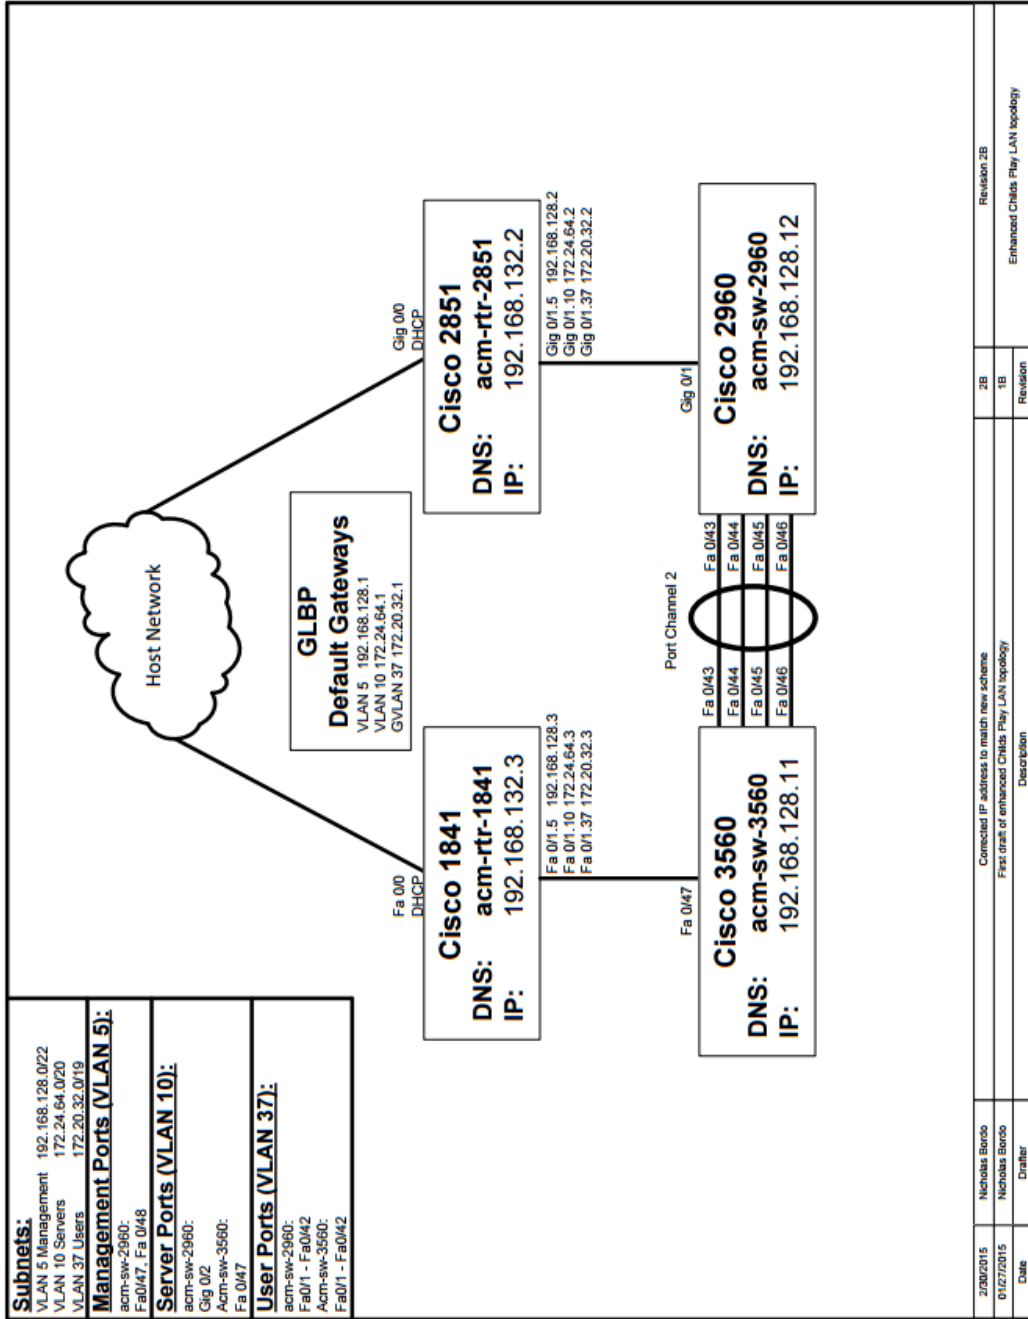 Subnets:
VLAN 5 Management 192.168.128.0/22
VLAN 10 Servers 172.24.64.0/20
VLAN 37 Users 172.20.32.0/19
Management Ports (VLAN 5):
acm-sw-2960:
Fa0/47, Fa 0/48
Server Ports (VLAN 10):
acm-sw-2960:
Gig 0/2
Acm-sw-3560:
Fa 0/47
User Ports (VLAN 37):
acm-sw-2960:
Fa0/1 - Fa0/42
Acm-sw-3560:
Fa0/1 - Fa0/42
Host Network
GLBP
Default Gateways
VLAN 5 192.168.128.1
VLAN 10 172.24.64.1
GVLAN 37 172.20.32.1
Fa 0/0
DHCP
Gig 0/0
DHCP
Cisco 1841
DNS: acm-rtr-1841
IP: 192.168.132.3
Cisco 2851
DNS: acm-rtr-2851
IP: 192.168.132.2
Fa 0/1.5 192.168.128.3
Fa 0/1.10 172.24.64.3
Fa 0/1.37 172.20.32.3
Gig 0/1.5 192.168.128.2
Gig 0/1.10 172.24.64.2
Gig 0/1.37 172.20.32.2
Fa 0/47
Port Channel 2
Gig 0/1
Cisco 3560
DNS: acm-sw-3560
IP: 192.168.128.11
Fa 0/43 Fa 0/43
Fa 0/44 Fa 0/44
Fa 0/45 Fa 0/45
Fa 0/46 Fa 0/46
Cisco 2960
DNS: acm-sw-2960
IP: 192.168.128.12
2/30/2015 Nicholas Bordo Corrected IP address to match new scheme 2B Revision 2B
01/27/2015 Nicholas Bordo First draft of enhanced Childs Play LAN topology 1B
Date Drafter Description Revision Enhanced Childs Play LAN topology